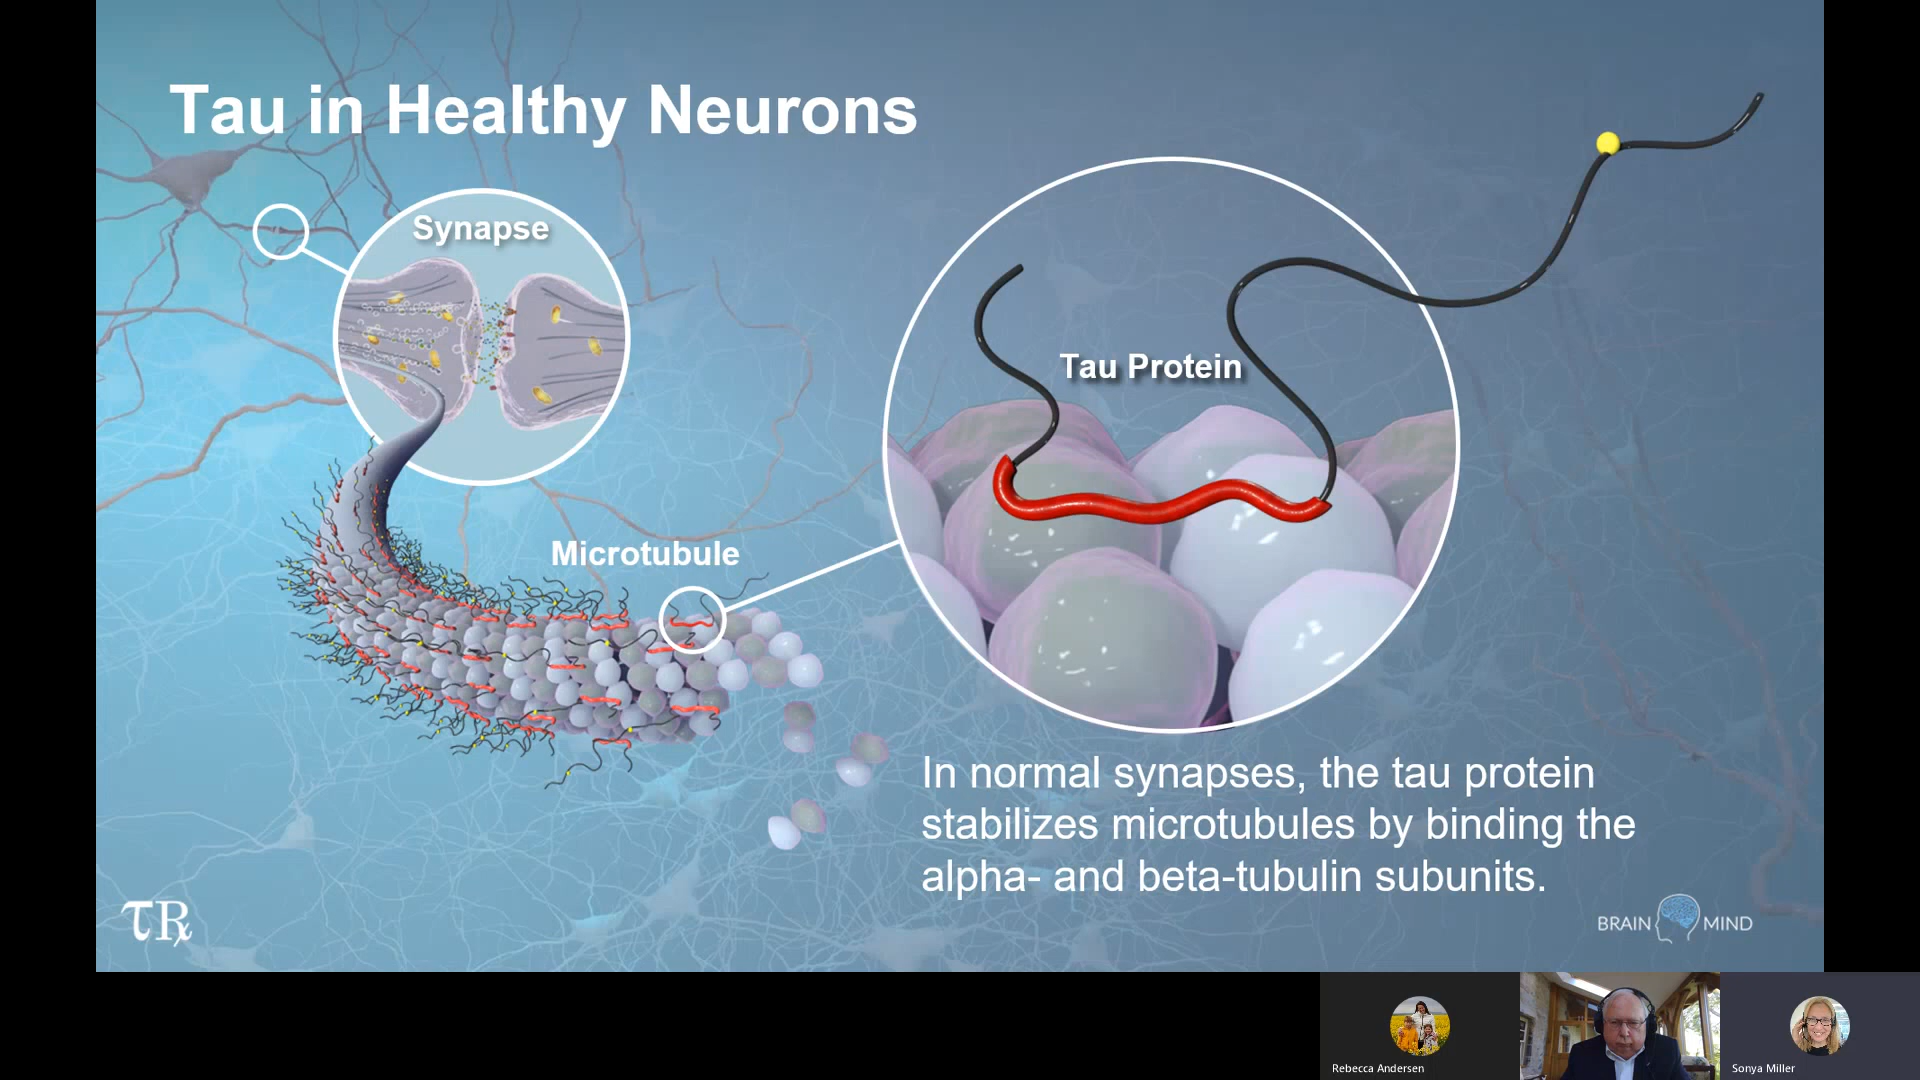 Tau in Healthy Neurons
Synapse
Tau Protein
Microtubule
In normal synapses, the tau protein
stabilizes microtubules by binding the
alpha- and beta-tubulin subunits.
τRx
BRAIN MIND
Rebecca Andersen
Sonya Miller